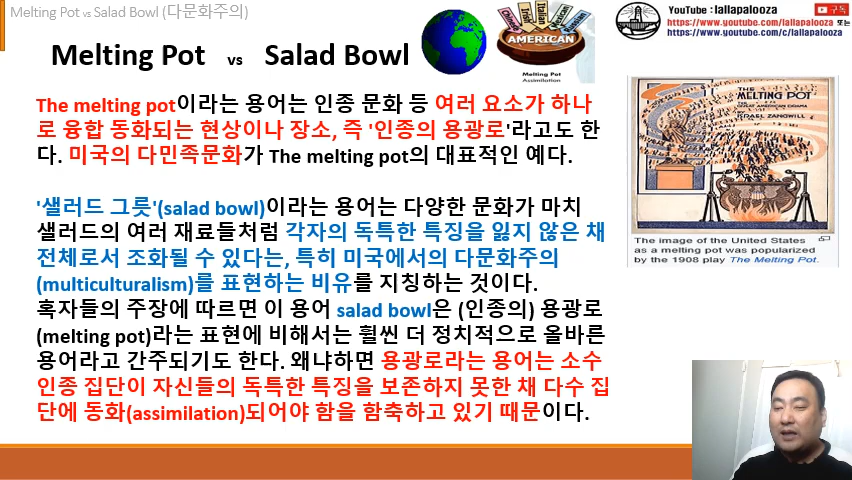 Melting Pot vs Salad Bowl (다문화주의)
Melting Pot vs Salad Bowl
Italian
AMERICAN
Melting Pot
Assimilation
YouTube : lallapalooza 구독
https://www.youtube.com/lallapalooza 또는
https://www.youtube.com/c/lallapalooza
The melting pot이라는 용어는 인종 문화 등 여러 요소가 하나
로 융합 동화되는 현상이나 장소, 즉 '인종의 용광로'라고도 한
다. 미국의 다민족문화가 The melting pot의 대표적인 예다.
'샐러드 그릇'(salad bowl)이라는 용어는 다양한 문화가 마치
샐러드의 여러 재료들처럼 각자의 독특한 특징을 잃지 않은 채
전체로서 조화될 수 있다는, 특히 미국에서의 다문화주의
(multiculturalism)를 표현하는 비유를 지칭하는 것이다.
혹자들의 주장에 따르면 이 용어 salad bowl은 (인종의) 용광로
(melting pot)라는 표현에 비해서는 훨씬 더 정치적으로 올바른
용어라고 간주되기도 한다. 왜냐하면 용광로라는 용어는 소수
인종 집단이 자신들의 독특한 특징을 보존하지 못한 채 다수 집
단에 동화(assimilation)되어야 함을 함축하고 있기 때문이다.
THE
MELTING POT
THE GREAT AMERICAN DRAMA
ISRAEL ZANGWILL
The image of the United States
as a melting pot was popularized
by the 1908 play The Melting Pot.